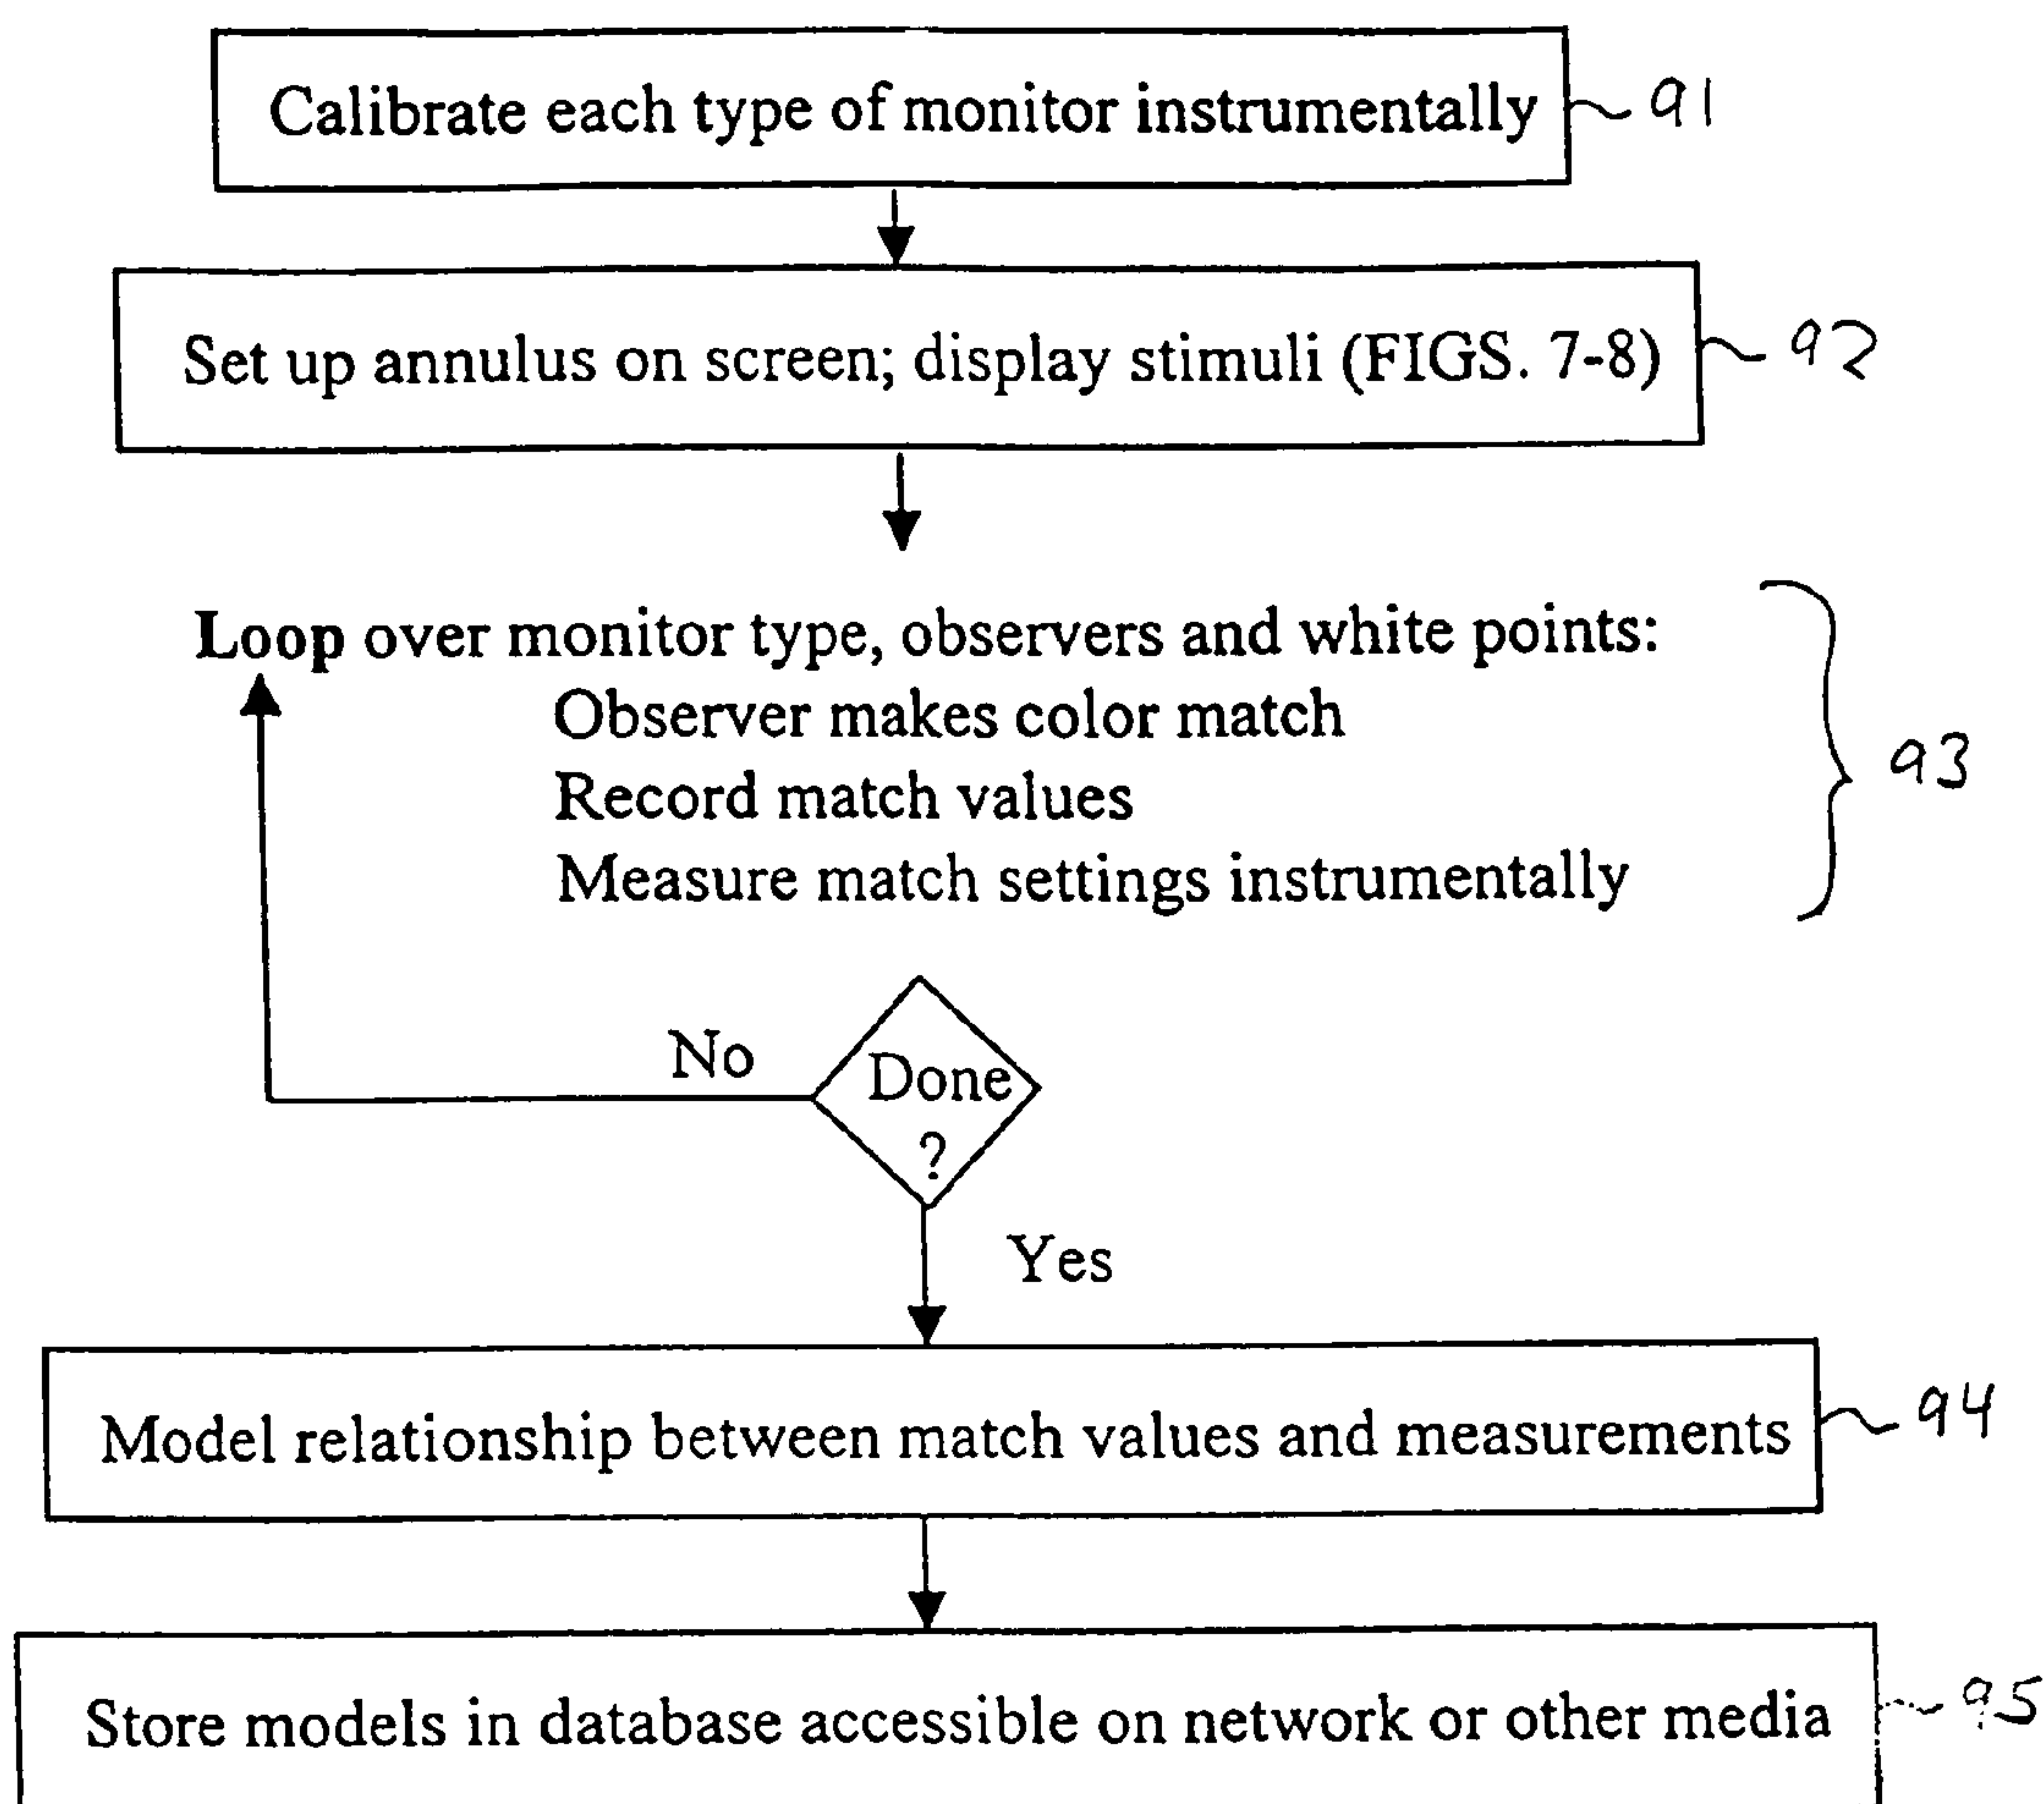 Calibrate each type of monitor instrumentally 91
Set up annulus on screen; display stimuli (FIGS. 7-8) 92
Loop over monitor type, observers and white points:
Observer makes color match
Record match values
93
Measure match settings instrumentally
No
Done
?
Yes
Model relationship between match values and measurements 94
Store models in database accessible on network or other media 95